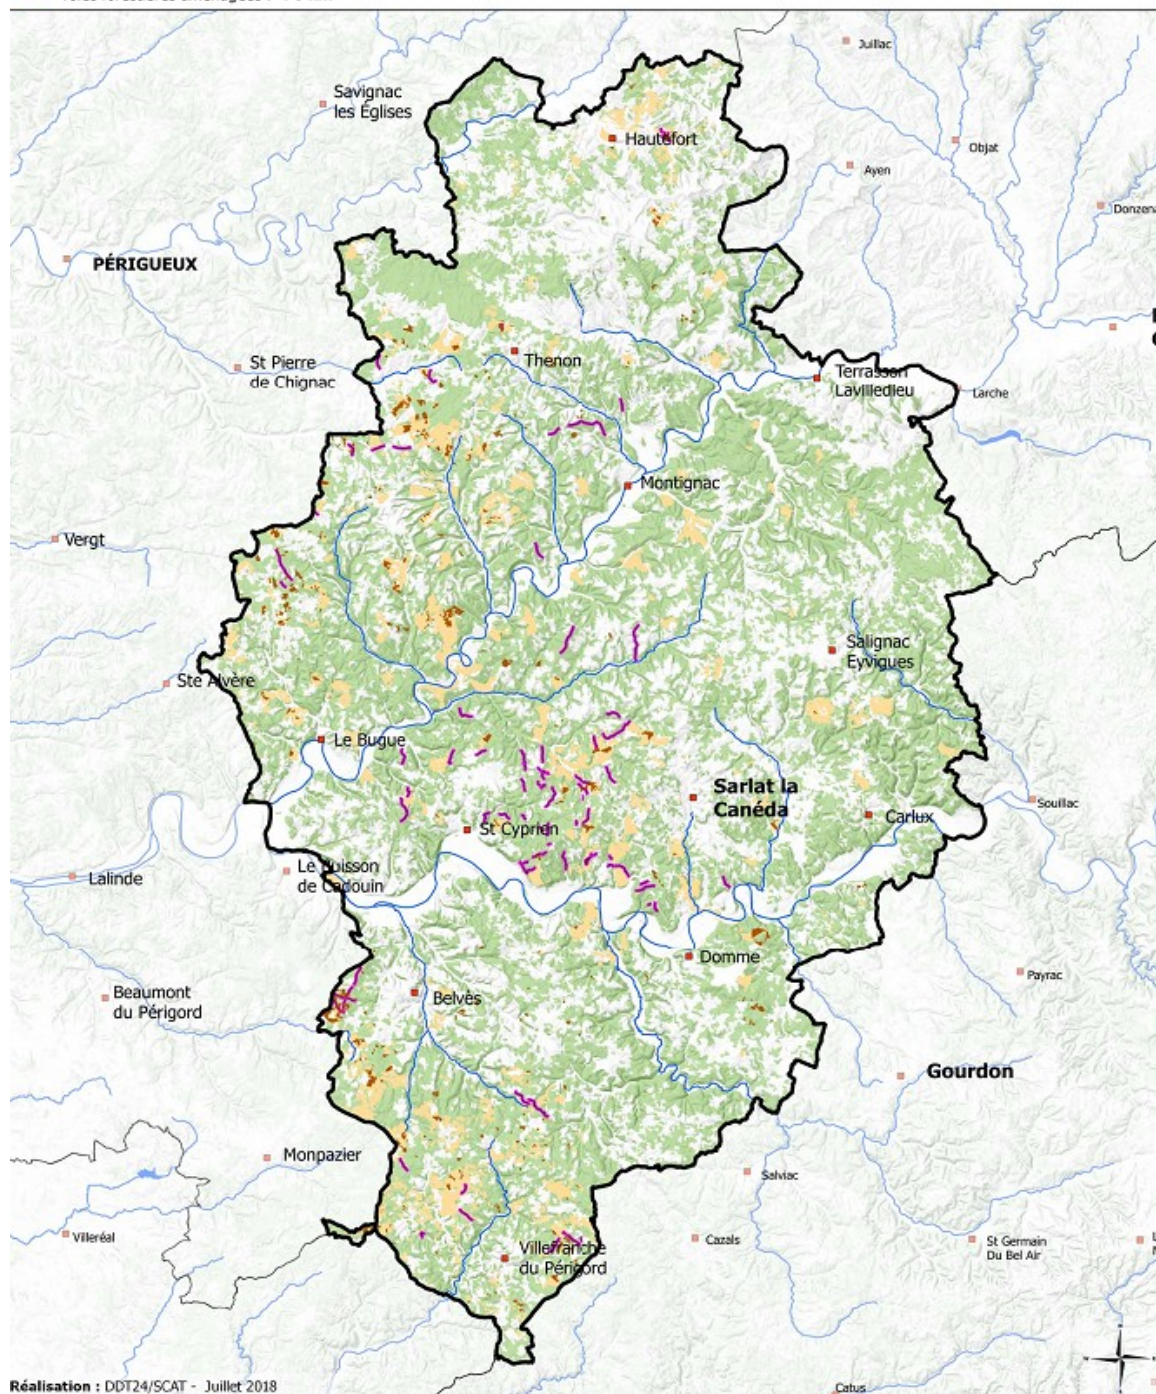 Juillac
Savignac
les Églises
Hautefort
Objat
Ayen
Donzena
PÉRIGUEUX
St Pierre
de Chignac
Thenon
Terrasson
Lavilledieu
Larche
Montignac
Vergt
Salignac
Eyvigues
Ste Alvère
Le Bugue
Sarlat la
Canéda
Souillac
Carlux
St Cyprien
Le Buisson
de Cadouin
Lalinde
Domme
Payrac
Belvès
Beaumont
du Périgord
Gourdon
Monpazier
Salviac
Villeréal
Cazals
St Germain
Du Bel Air
Villefranche
du Périgord
Réalisation : DDT24/SCAT - Juillet 2018
Catus